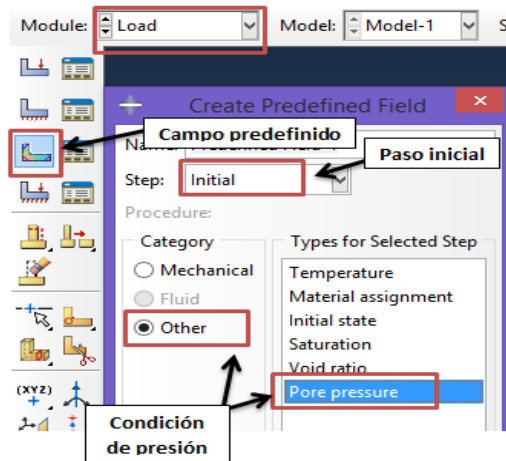 Module: Load Model: Model-1 S
Create Predefined Field
Campo predefinido
Paso inicial
Step: Initial
Procedure:
Category
Types for Selected Step
Mechanical
Fluid
Other
Temperature
Material assignment
Initial state
Saturation
Void ratio
Pore pressure
(XYZ)
Condición
de presión